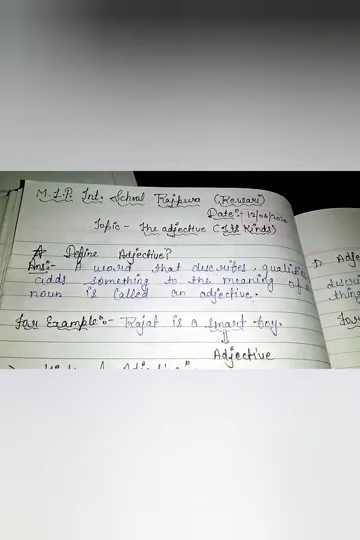 M.L.P. Int. School Rajpura (Rewari)
Date:- 12/06/2020
Topic - The adjective (Its Kinds)
Define Adjective?
Ans:- A word that describes, qualifies
adds something to the meaning of a
noun is called an adjective.
For Example:- Rajat is a smart boy.
Adjective
D. Adje
descri
thing
For